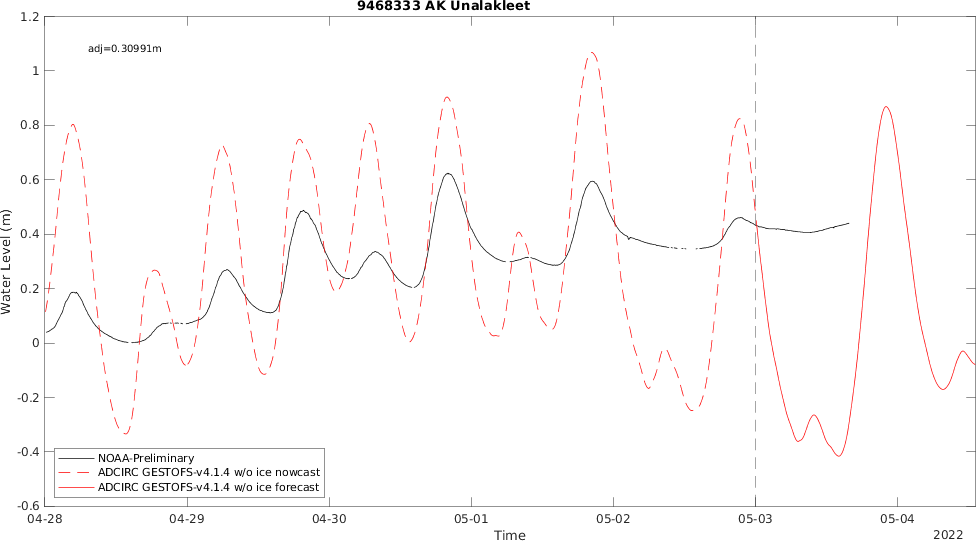 9468333 AK Unalakleet
adj=0.30991m
1.2
1
0.8
0.6
0.4
0.2
0
-0.2
-0.4
-0.6
Water Level (m)
NOAA-Preliminary
ADCIRC GESTOFS-v4.1.4 w/o ice nowcast
ADCIRC GESTOFS-v4.1.4 w/o ice forecast
04-28 04-29 04-30 05-01 05-02 05-03 05-04
Time
2022